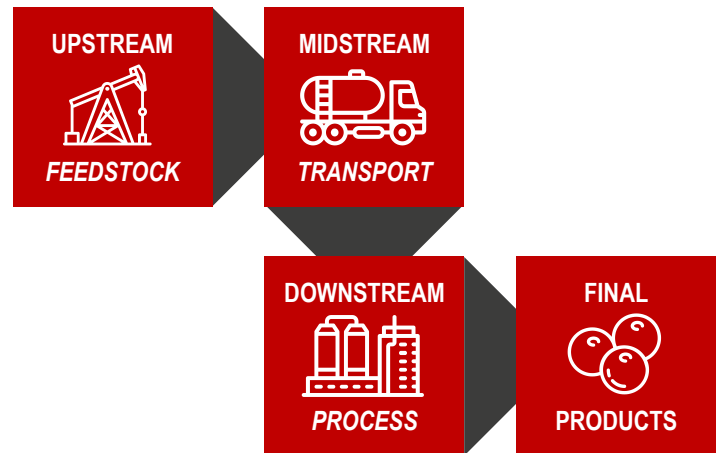 UPSTREAM
FEEDSTOCK
MIDSTREAM
TRANSPORT
DOWNSTREAM
PROCESS
FINAL
PRODUCTS